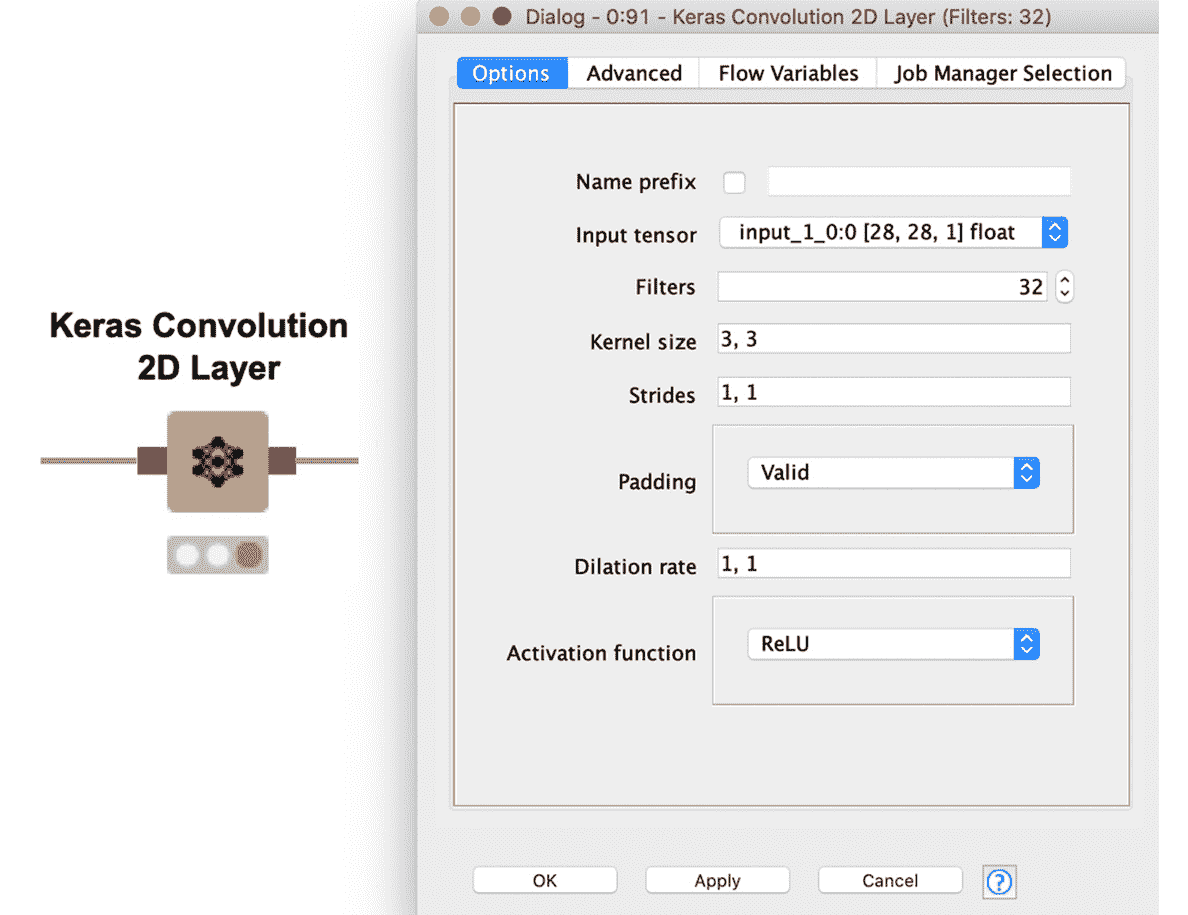 Keras Convolution
2D Layer
Dialog - 0:91 - Keras Convolution 2D Layer (Filters: 32)
Options Advanced Flow Variables Job Manager Selection
Name prefix
Input tensor input_1_0:0 [28, 28, 1] float
Filters 32
Kernel size 3, 3
Strides 1, 1
Padding Valid
Dilation rate 1, 1
Activation function ReLU
OK Apply Cancel ?